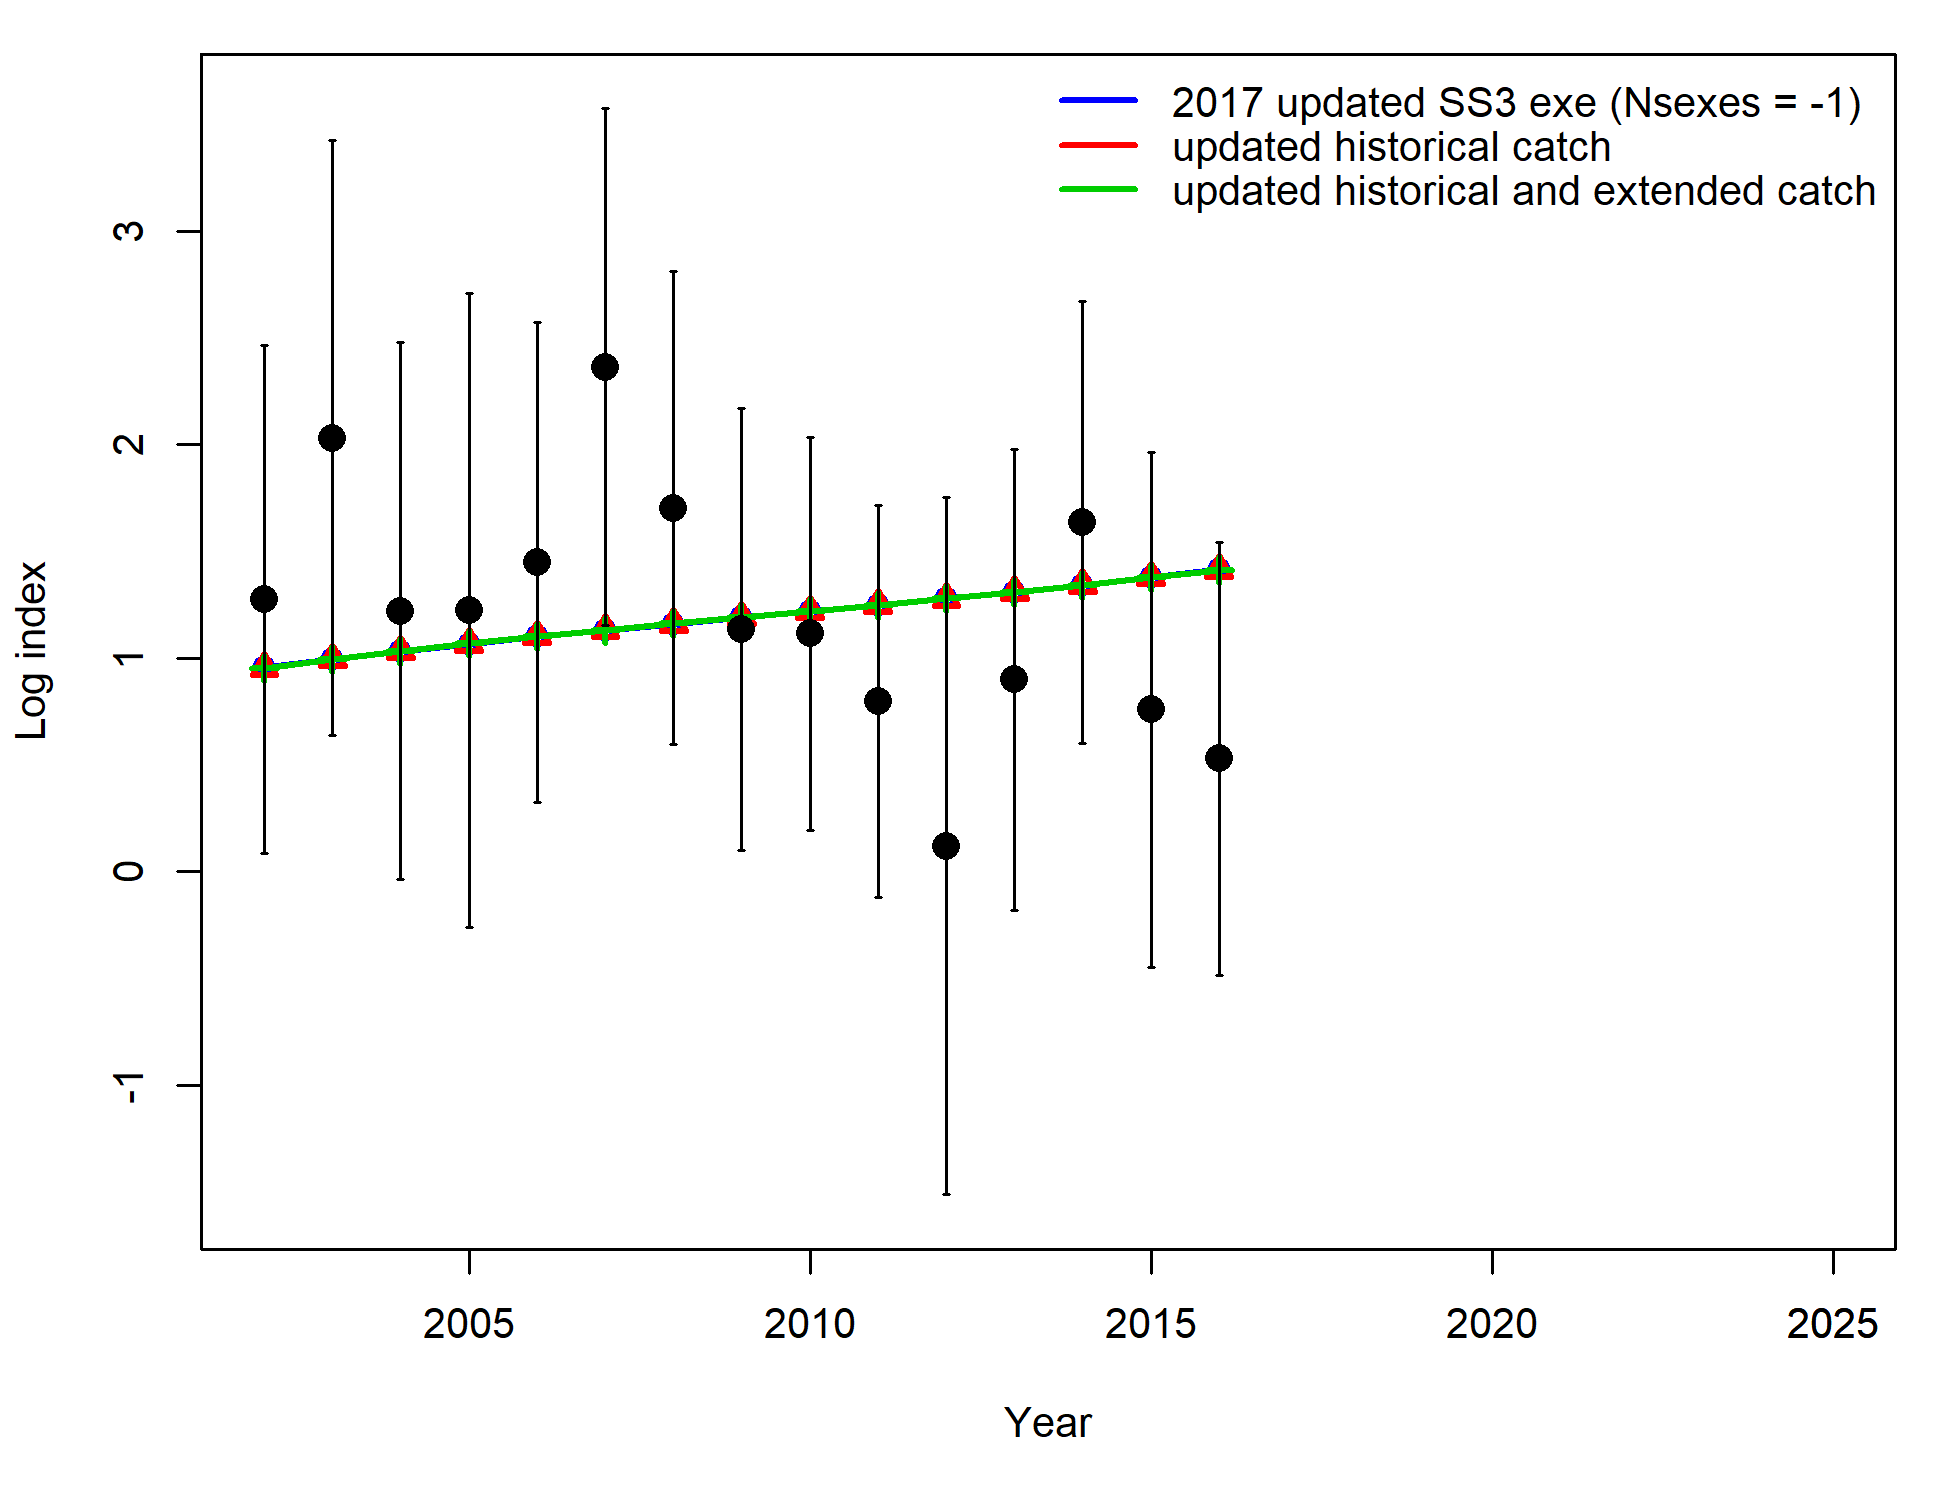 2017 updated SS3 exe (Nsexes = -1)
updated historical catch
updated historical and extended catch
3
2
1
0
-1
Log index
2005 2010 2015 2020 2025
Year